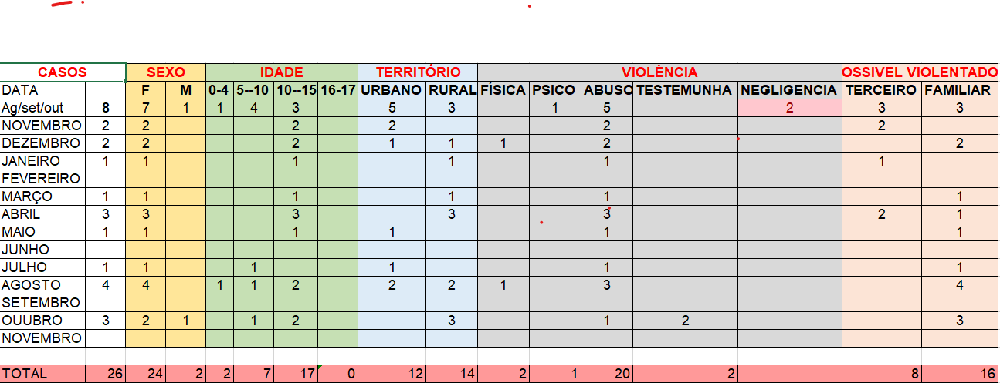 CASOS SEXO IDADE TERRITÓRIO VIOLÊNCIA OSSIVEL VIOLENTADO
DATA F M 0-4 5--10 10--15 16-17 URBANO RURAL FÍSICA PSICO ABUSO TESTEMUNHA NEGLIGENCIA TERCEIRO FAMILIAR
Ag/set/out 8 7 1 1 4 3 5 3 1 5 2 3 3
NOVEMBRO 2 2 2 2 2 2
DEZEMBRO 2 2 2 1 1 1 2 2
JANEIRO 1 1 1 1 1 1
FEVEREIRO
MARÇO 1 1 1 1 1 1
ABRIL 3 3 3 3 3 2 1
MAIO 1 1 1 1 1 1
JUNHO
JULHO 1 1 1 1 1 1
AGOSTO 4 4 1 1 2 2 2 1 3 4
SETEMBRO
OUUBRO 3 2 1 1 2 3 1 2 3
NOVEMBRO
TOTAL 26 24 2 2 7 17 0 12 14 2 1 20 2 8 16